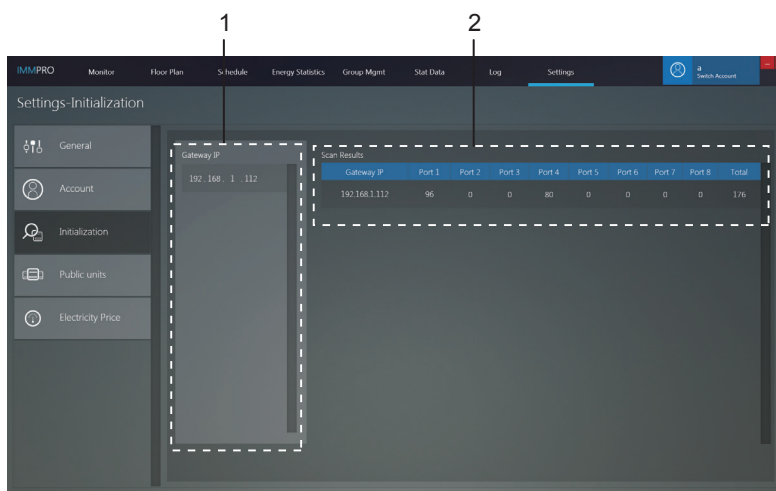 1 2
IMMPRO Monitor Floor Plan Schedule Energy Statistics Group Mgmt Stat Data Log Settings a
Switch Account
Settings-Initialization
General
Account
Initialization
Public units
Electricity Price
Gateway IP
192 . 168 . 1 . 112
Scan Results
Gateway IP Port 1 Port 2 Port 3 Port 4 Port 5 Port 6 Port 7 Port 8 Total
192.168.1.112 96 0 0 80 0 0 0 0 176